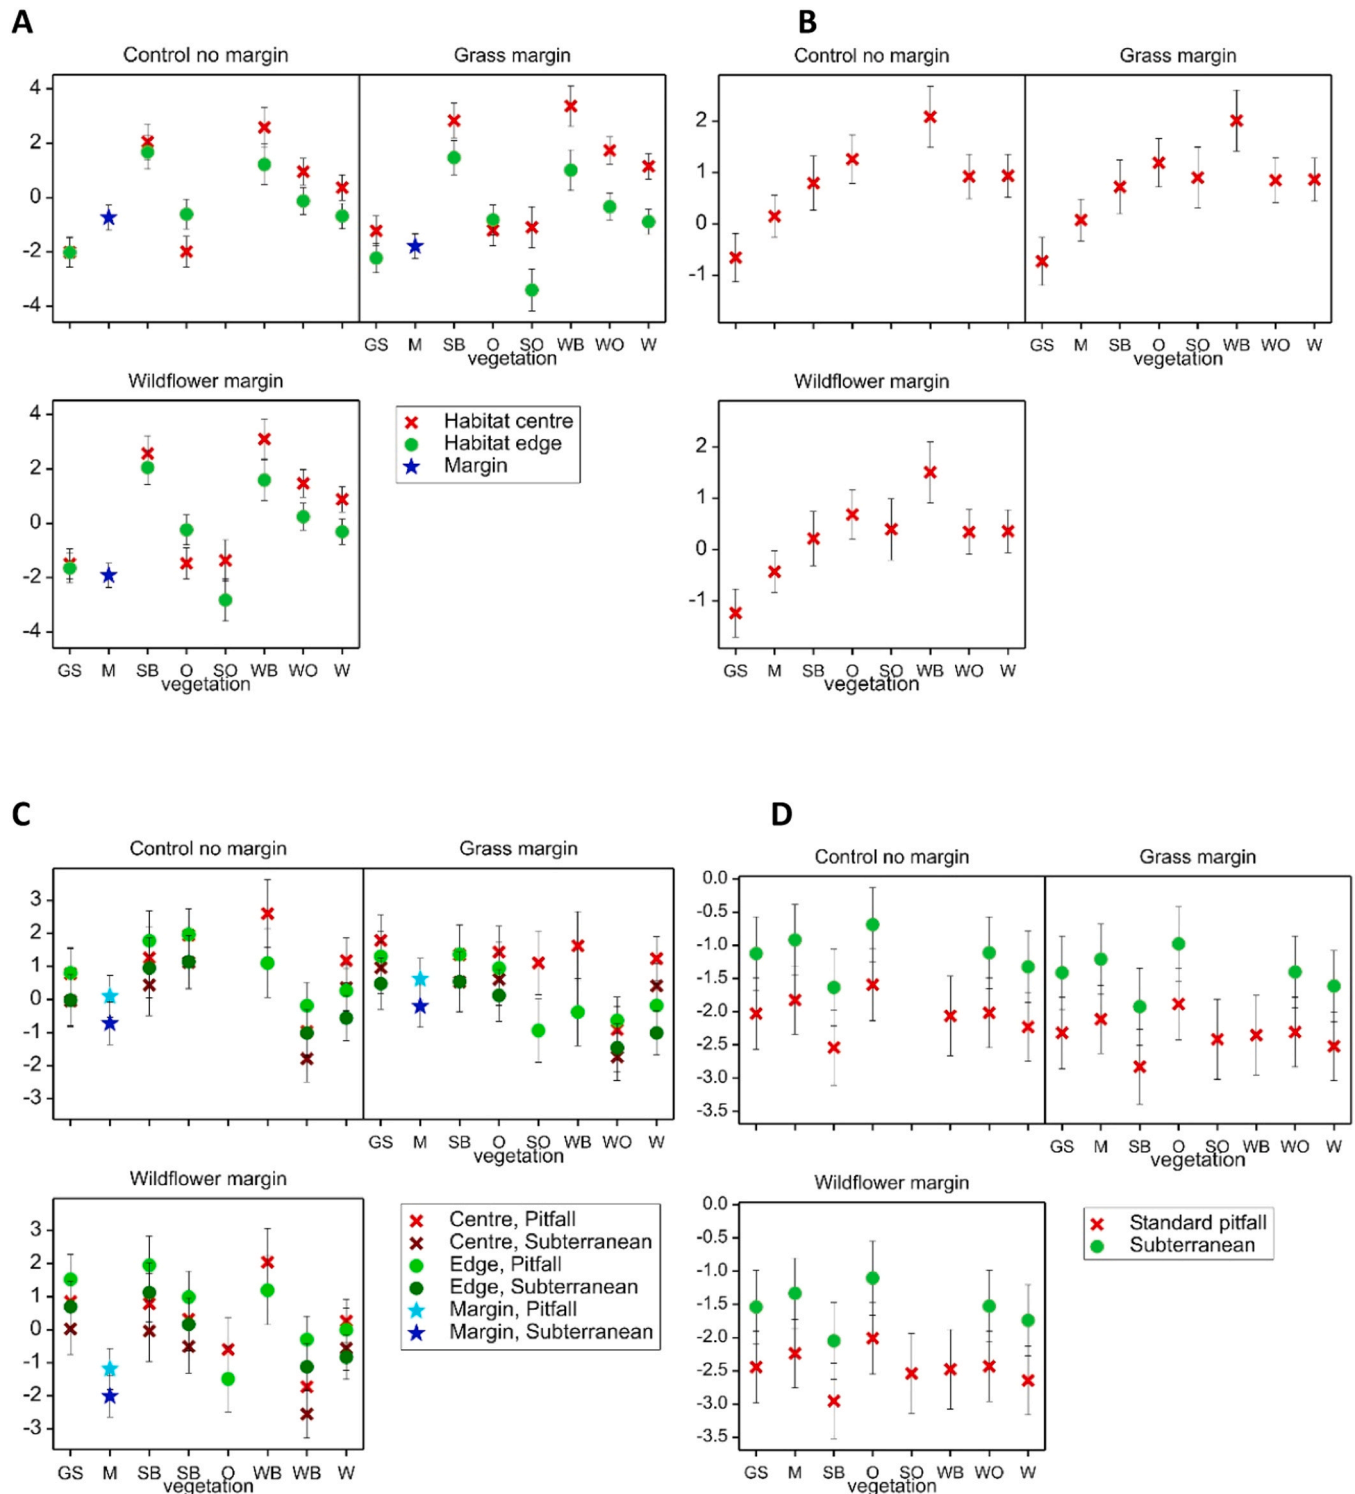 A
B
Control no margin
Grass margin
4
2
0
-2
-4
GS M SB O SO WB WO W
vegetation
Wildflower margin
4
2
0
-2
-4
GS M SB O SO WB WO W
vegetation
Habitat centre
Habitat edge
Margin
Control no margin
Grass margin
2
1
0
-1
GS M SB O SO WB WO W
vegetation
Wildflower margin
2
1
0
-1
GS M SB O SO WB WO W
vegetation
C
D
Control no margin
Grass margin
3
2
1
0
-1
-2
-3
GS M SB O SO WB WO W
vegetation
Wildflower margin
3
2
1
0
-1
-2
-3
GS M SB SB O WB WB W
vegetation
Centre, Pitfall
Centre, Subterranean
Edge, Pitfall
Edge, Subterranean
Margin, Pitfall
Margin, Subterranean
Control no margin
Grass margin
0.0
-0.5
-1.0
-1.5
-2.0
-2.5
-3.0
-3.5
GS M SB O SO WB WO W
vegetation
Wildflower margin
0.0
-0.5
-1.0
-1.5
-2.0
-2.5
-3.0
-3.5
GS M SB O SO WB WO W
vegetation
Standard pitfall
Subterranean